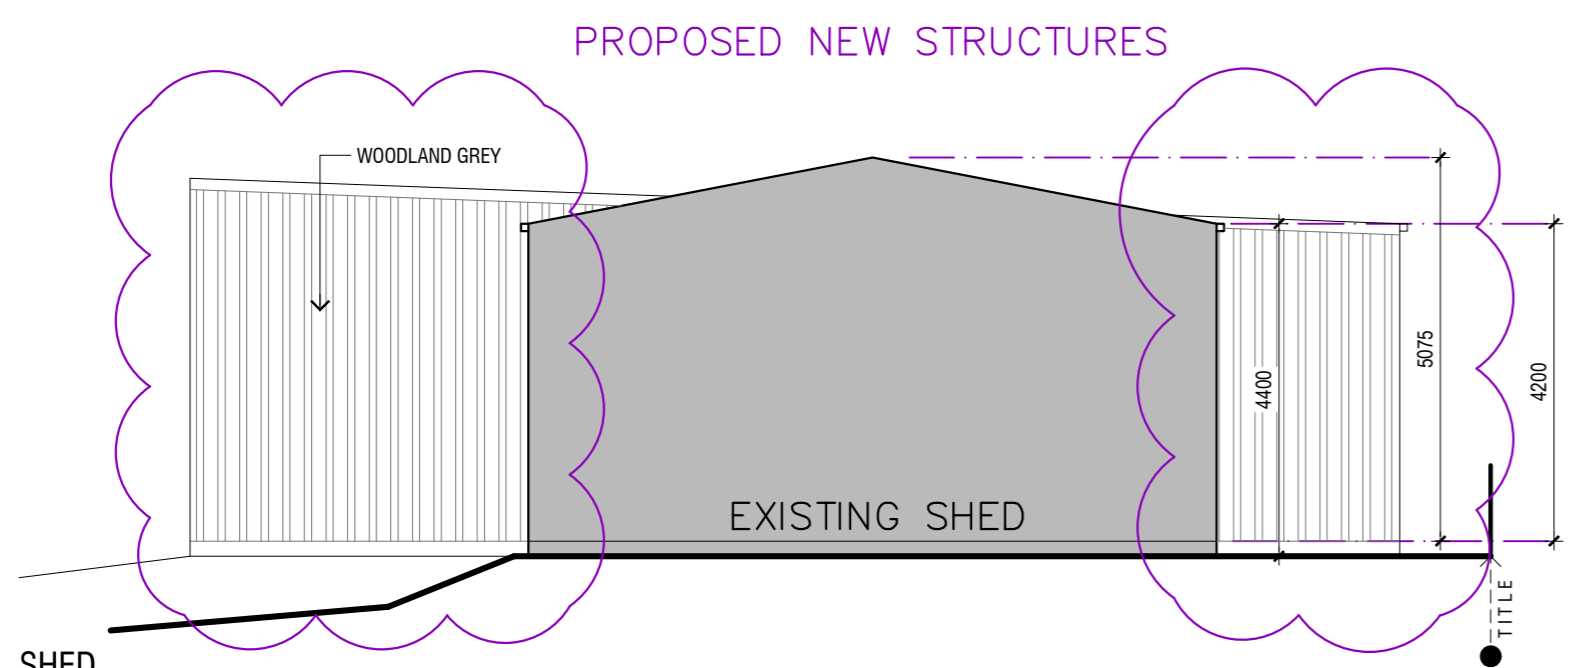 PROPOSED NEW STRUCTURES
WOODLAND GREY
5075
4400
4200
EXISTING SHED
TITLE
SHED